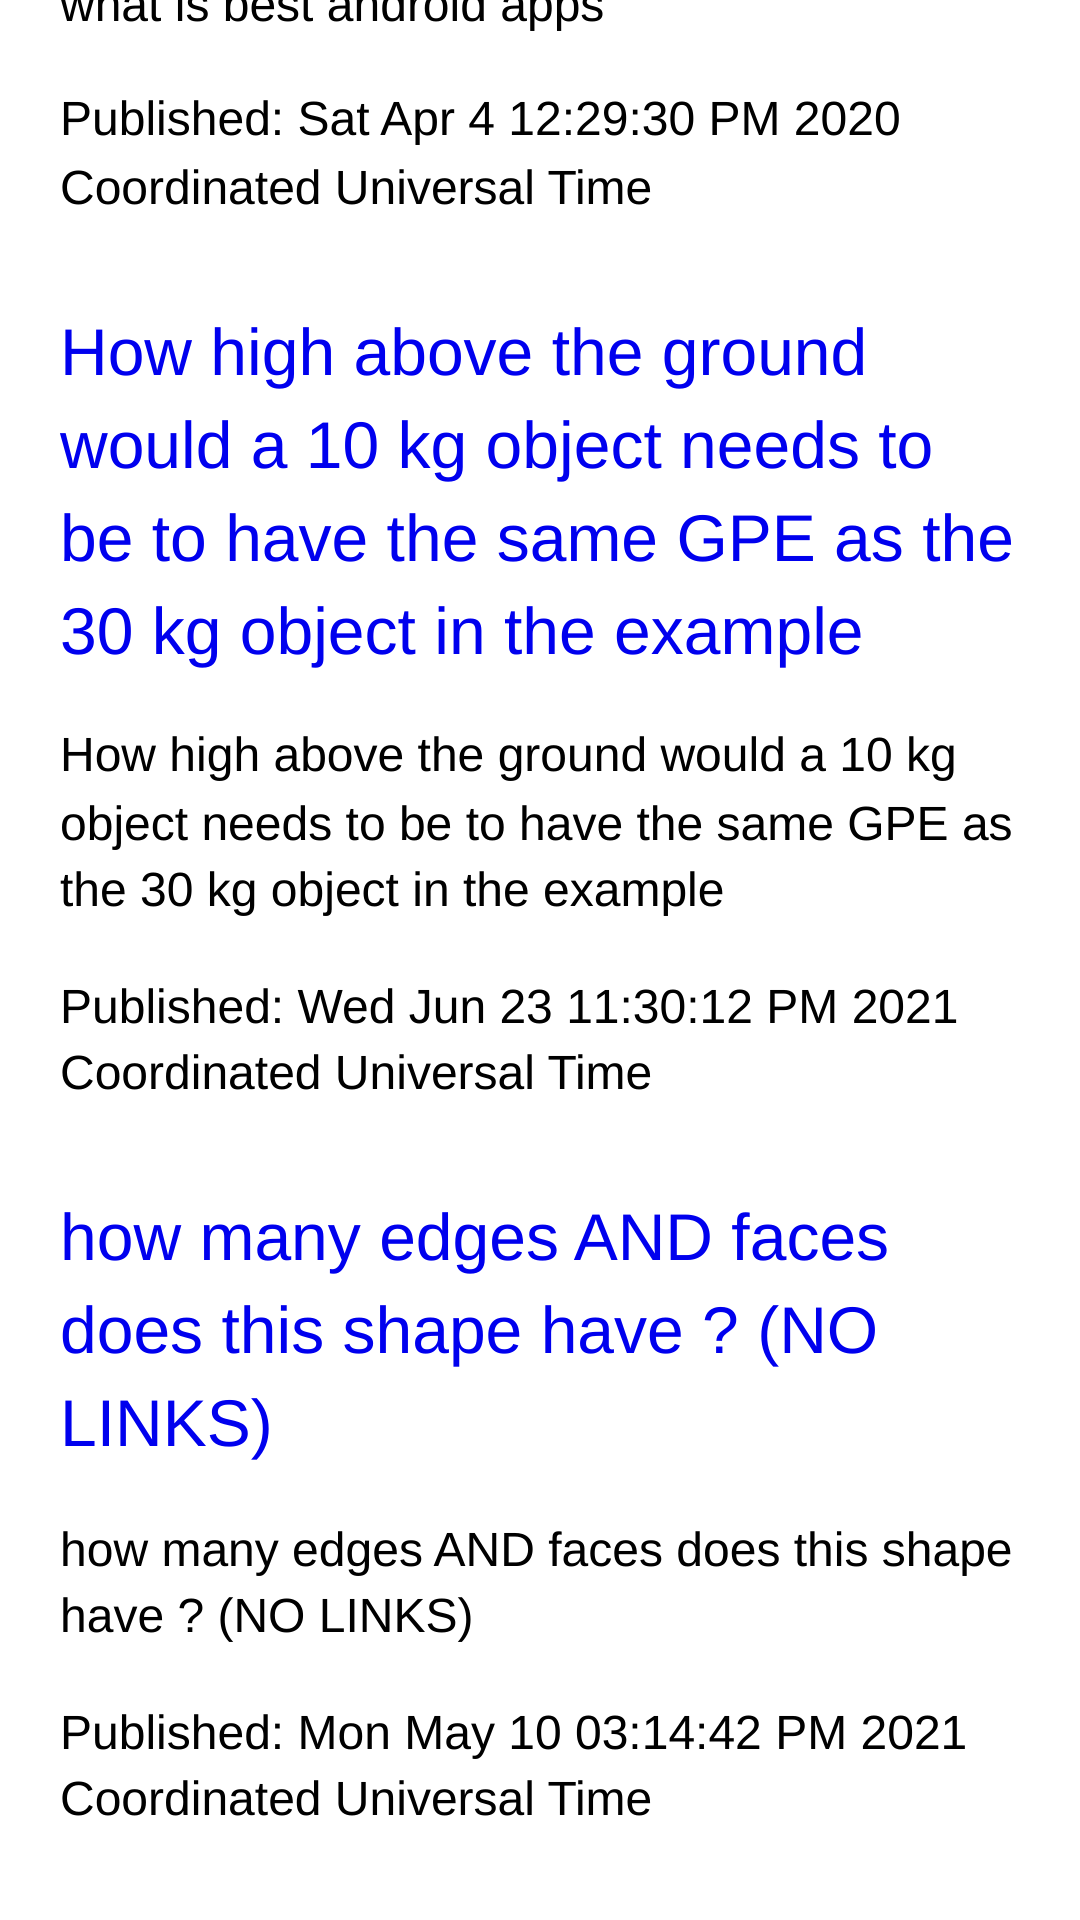 what is best android apps
Published: Sat Apr 4 12:29:30 PM 2020
Coordinated Universal Time
How high above the ground
would a 10 kg object needs to
be to have the same GPE as the
30 kg object in the example
How high above the ground would a 10 kg
object needs to be to have the same GPE as
the 30 kg object in the example
Published: Wed Jun 23 11:30:12 PM 2021
Coordinated Universal Time
how many edges AND faces
does this shape have ? (NO
LINKS)
how many edges AND faces does this shape
have ? (NO LINKS)
Published: Mon May 10 03:14:42 PM 2021
Coordinated Universal Time